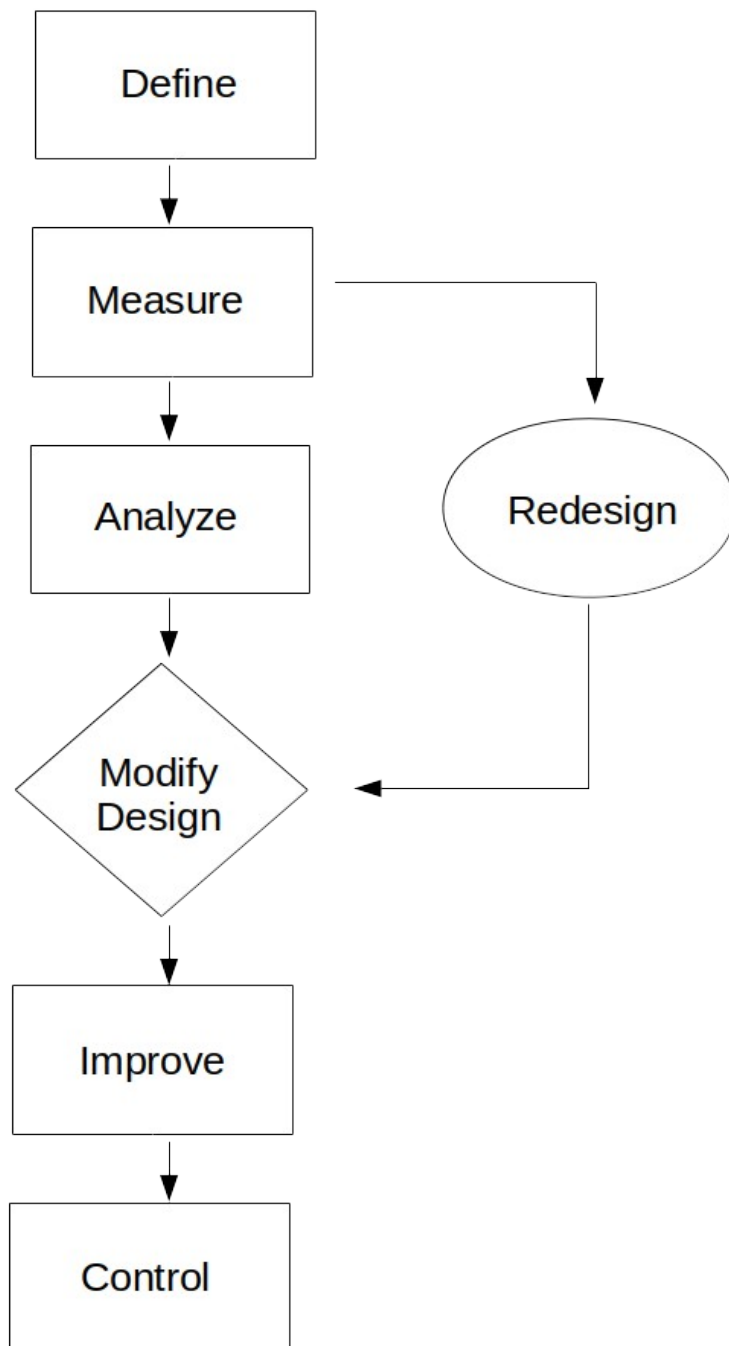 Define
Measure
Analyze
Redesign
Modify
Design
Improve
Control